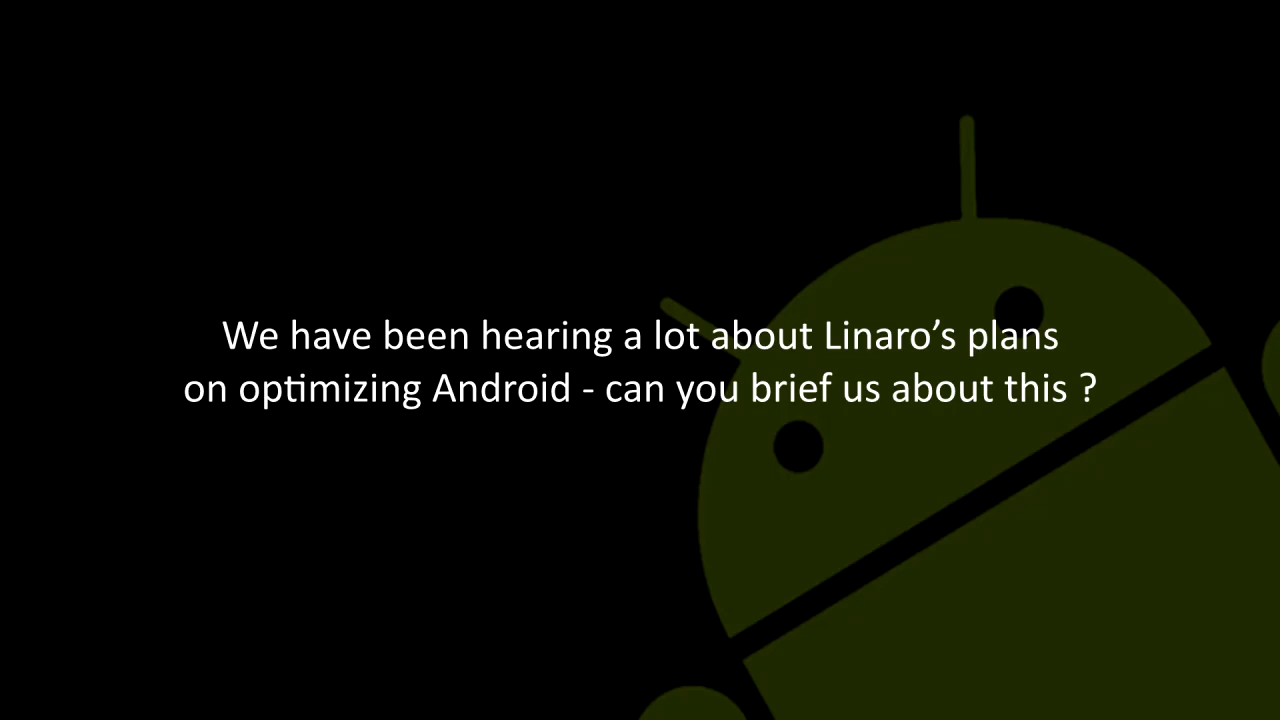 We have been hearing a lot about Linaro’s plans
on optimizing Android - can you brief us about this ?